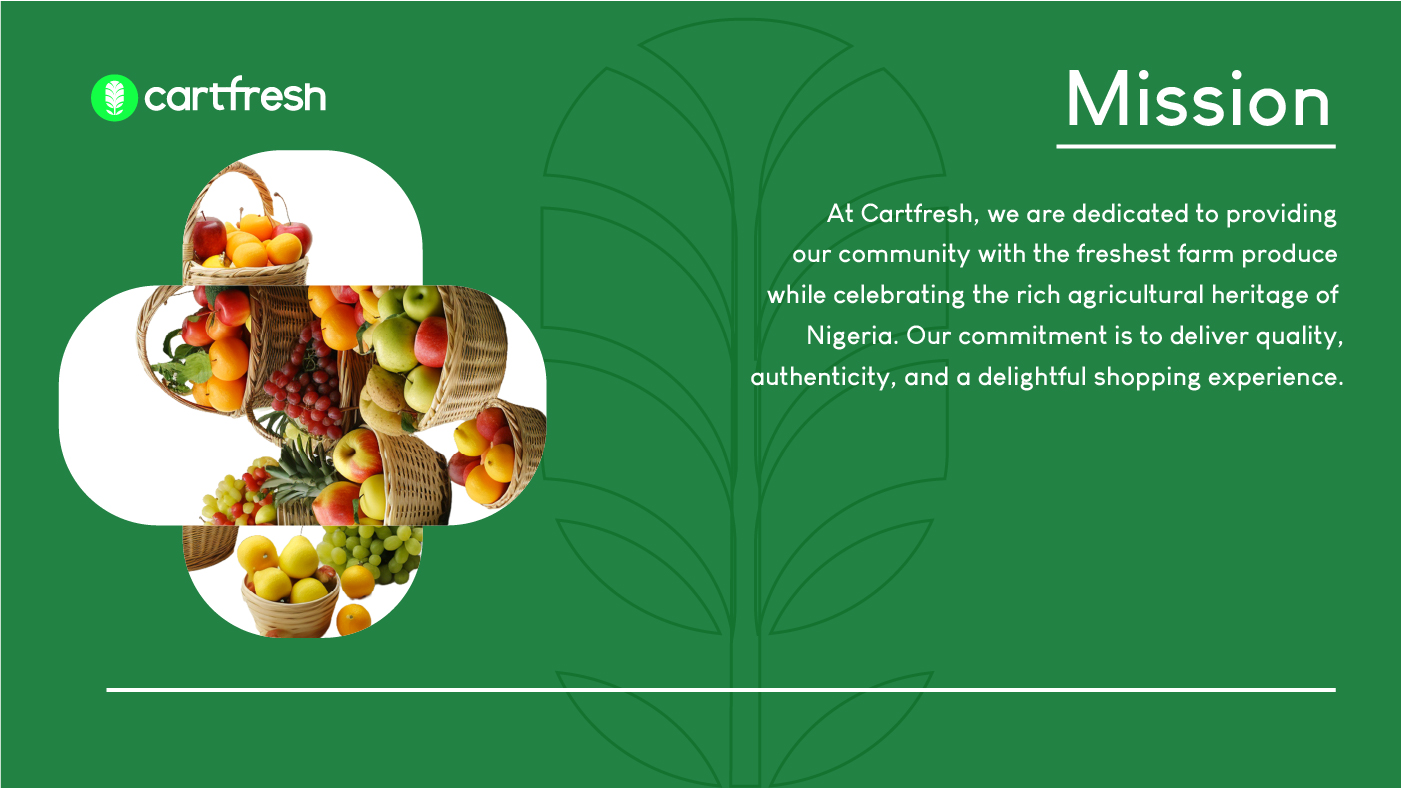 cartfresh
Mission
At Cartfresh, we are dedicated to providing
our community with the freshest farm produce
while celebrating the rich agricultural heritage of
Nigeria. Our commitment is to deliver quality,
authenticity, and a delightful shopping experience.